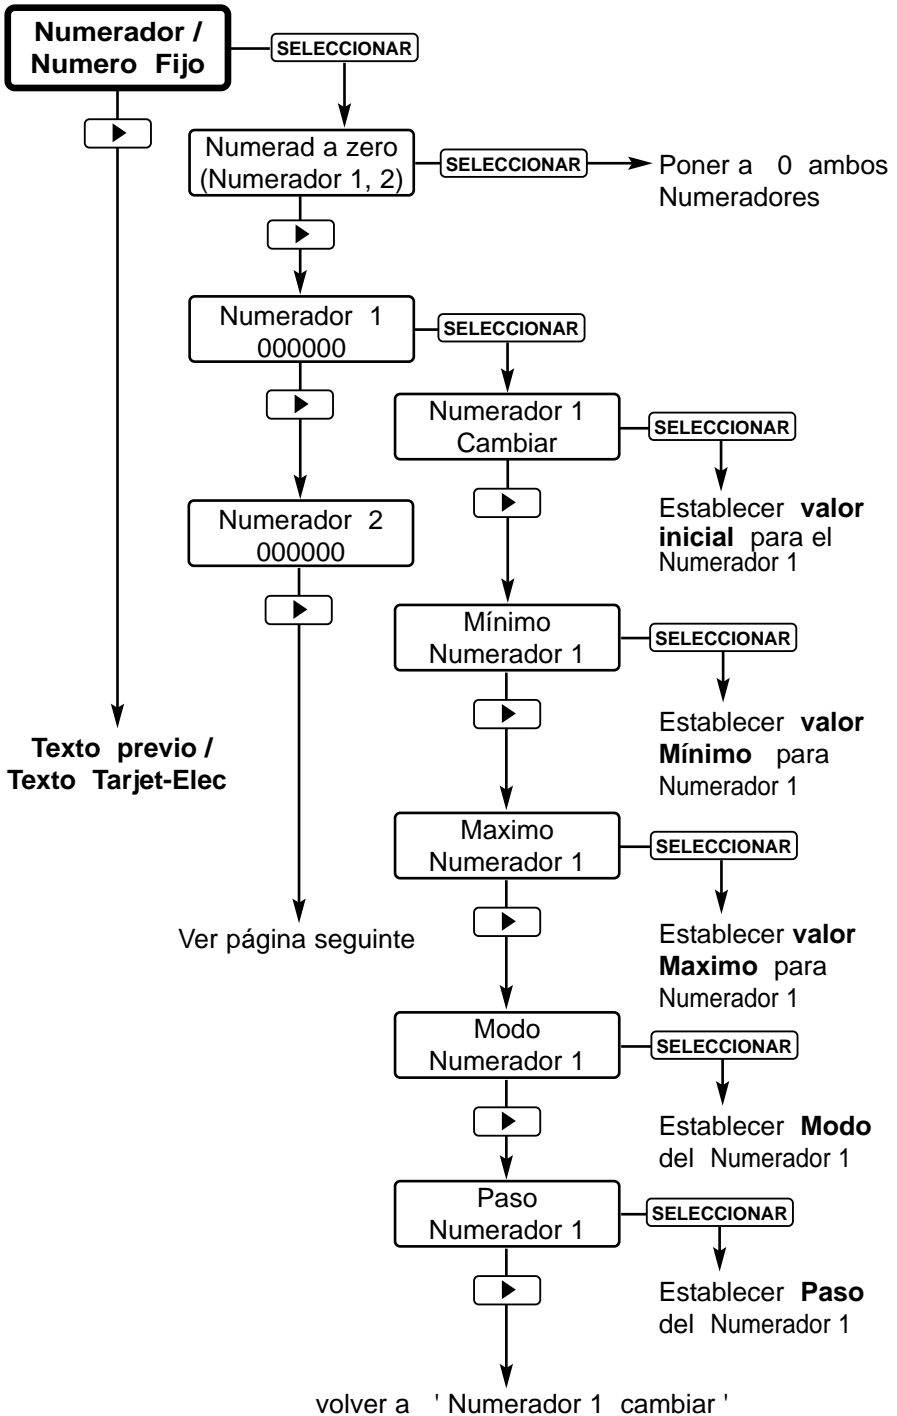 Numerador /
Numero Fijo
SELECCIONAR
Numerad a zero
(Numerador 1, 2)
SELECCIONAR
Poner a 0 ambos
Numeradores
Numerador 1
000000
SELECCIONAR
Numerador 1
Cambiar
SELECCIONAR
Establecer valor
inicial para el
Numerador 1
Numerador 2
000000
Mínimo
Numerador 1
SELECCIONAR
Establecer valor
Mínimo para
Numerador 1
Texto previo /
Texto Tarjet-Elec
Maximo
Numerador 1
SELECCIONAR
Establecer valor
Maximo para
Numerador 1
Ver página seguinte
Modo
Numerador 1
SELECCIONAR
Establecer Modo
del Numerador 1
Paso
Numerador 1
SELECCIONAR
Establecer Paso
del Numerador 1
volver a ' Numerador 1 cambiar '